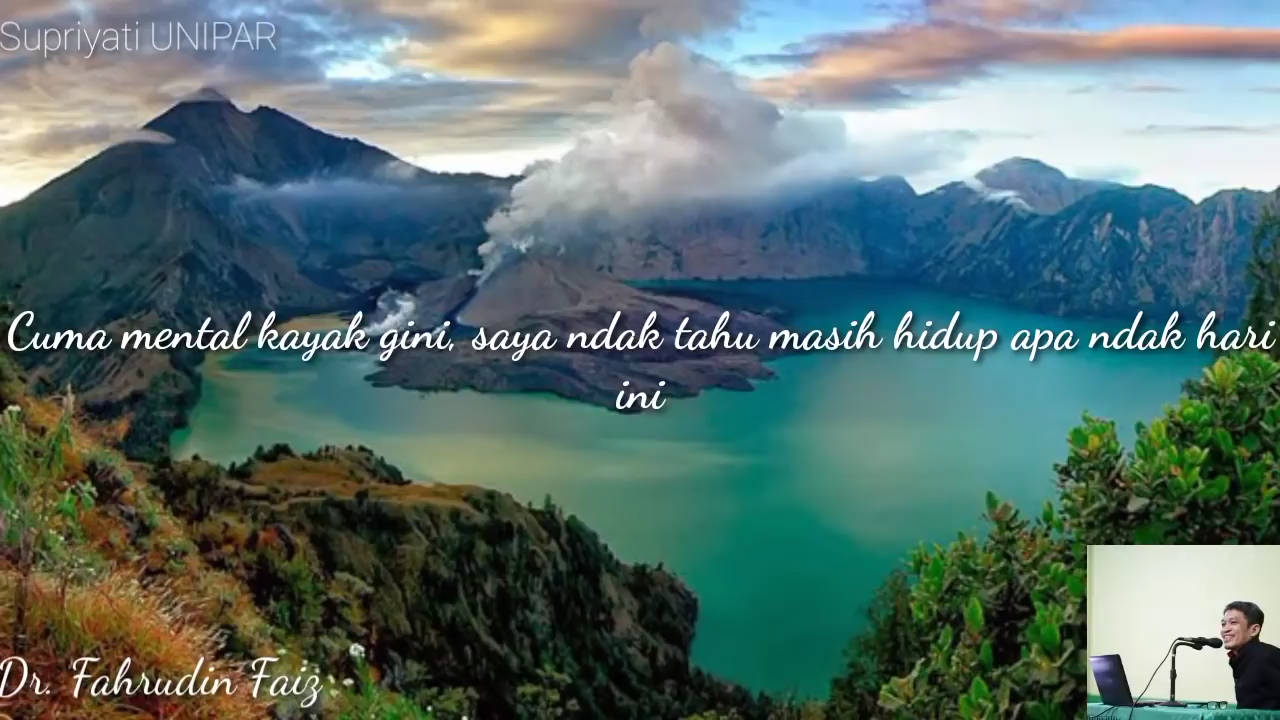 Supriyati UNIPAR
Cuma mental kayak gini, saya ndak tahu masih hidup apa ndak hari
ini
Dr. Fahrudin Faiz